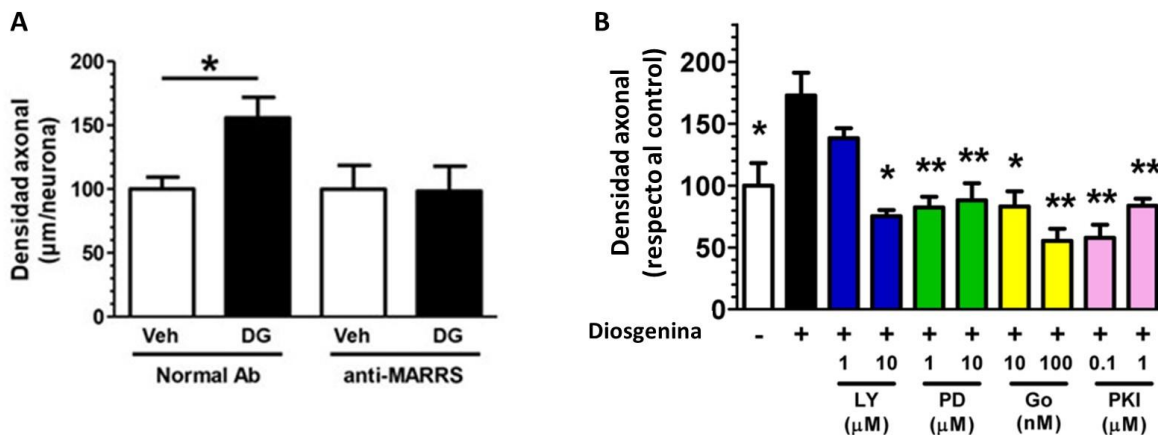 A
Densidad axonal
(µm/neurona)
200
150
100
50
0
*
Veh
DG
Veh
DG
Normal Ab
anti-MARRS
B
Densidad axonal
(respecto al control)
200
150
100
50
0
*
*
**
**
*
**
**
**
Diosgenina
-
+
+
+
+
+
+
+
+
+
1
10
1
10
10
100
0.1
1
LY
(µM)
PD
(µM)
Go
(nM)
PKI
(µM)